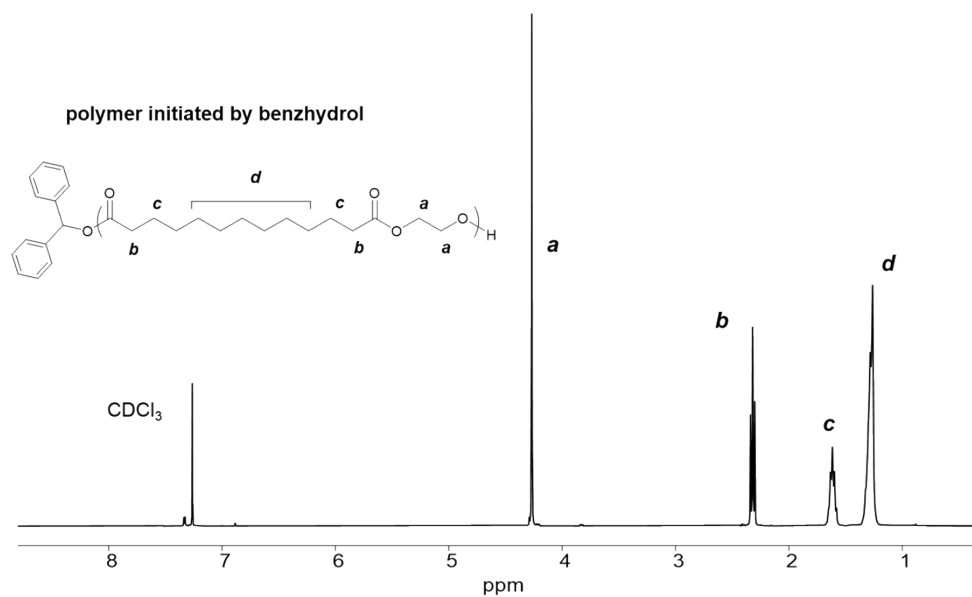 polymer initiated by benzhydrol
d
c c a
O O
O O O H
b b a
a
d
b
c
CDCl3
8 7 6 5 4 3 2 1
ppm